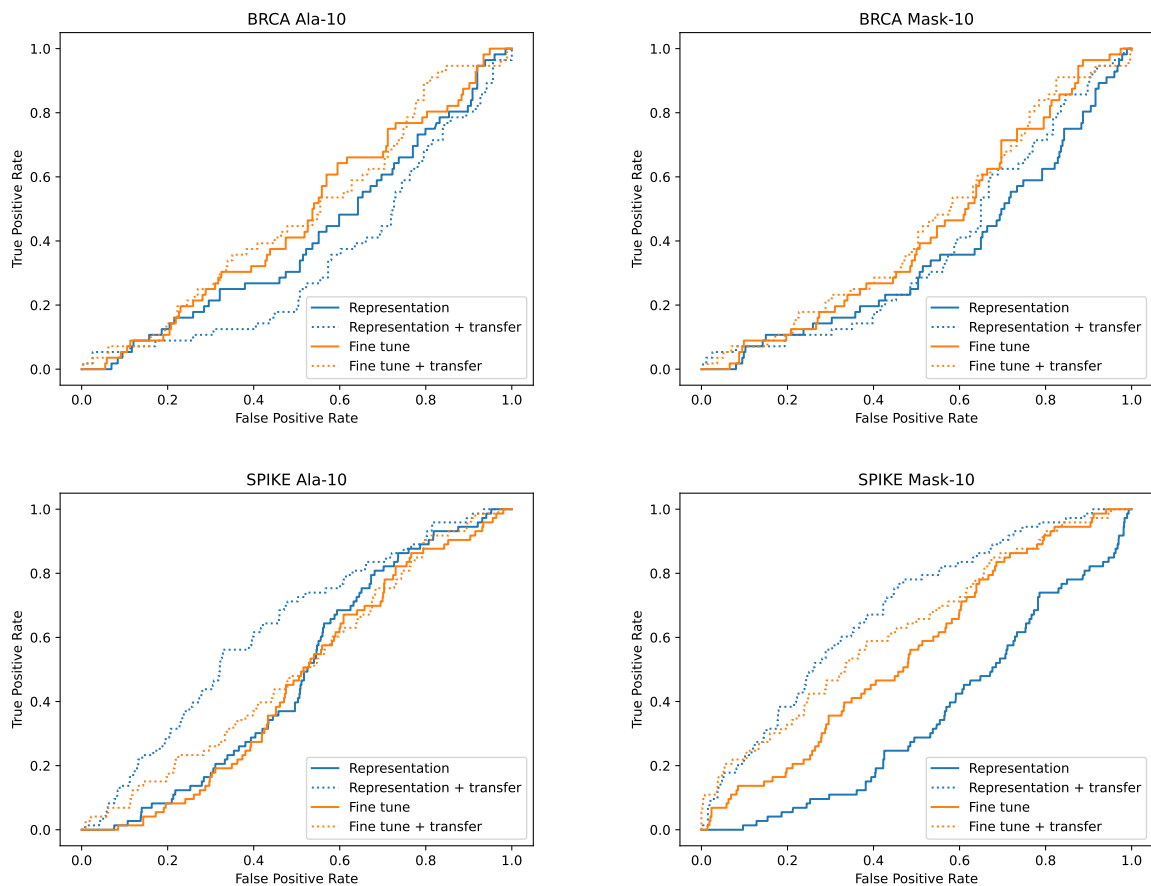 BRCA Ala-10
1.0
0.8
0.6
0.4
0.2
0.0
True Positive Rate
Representation
Representation + transfer
Fine tune
Fine tune + transfer
0.0 0.2 0.4 0.6 0.8 1.0
False Positive Rate
BRCA Mask-10
1.0
0.8
0.6
0.4
0.2
0.0
True Positive Rate
Representation
Representation + transfer
Fine tune
Fine tune + transfer
0.0 0.2 0.4 0.6 0.8 1.0
False Positive Rate
SPIKE Ala-10
1.0
0.8
0.6
0.4
0.2
0.0
True Positive Rate
Representation
Representation + transfer
Fine tune
Fine tune + transfer
0.0 0.2 0.4 0.6 0.8 1.0
False Positive Rate
SPIKE Mask-10
1.0
0.8
0.6
0.4
0.2
0.0
True Positive Rate
Representation
Representation + transfer
Fine tune
Fine tune + transfer
0.0 0.2 0.4 0.6 0.8 1.0
False Positive Rate